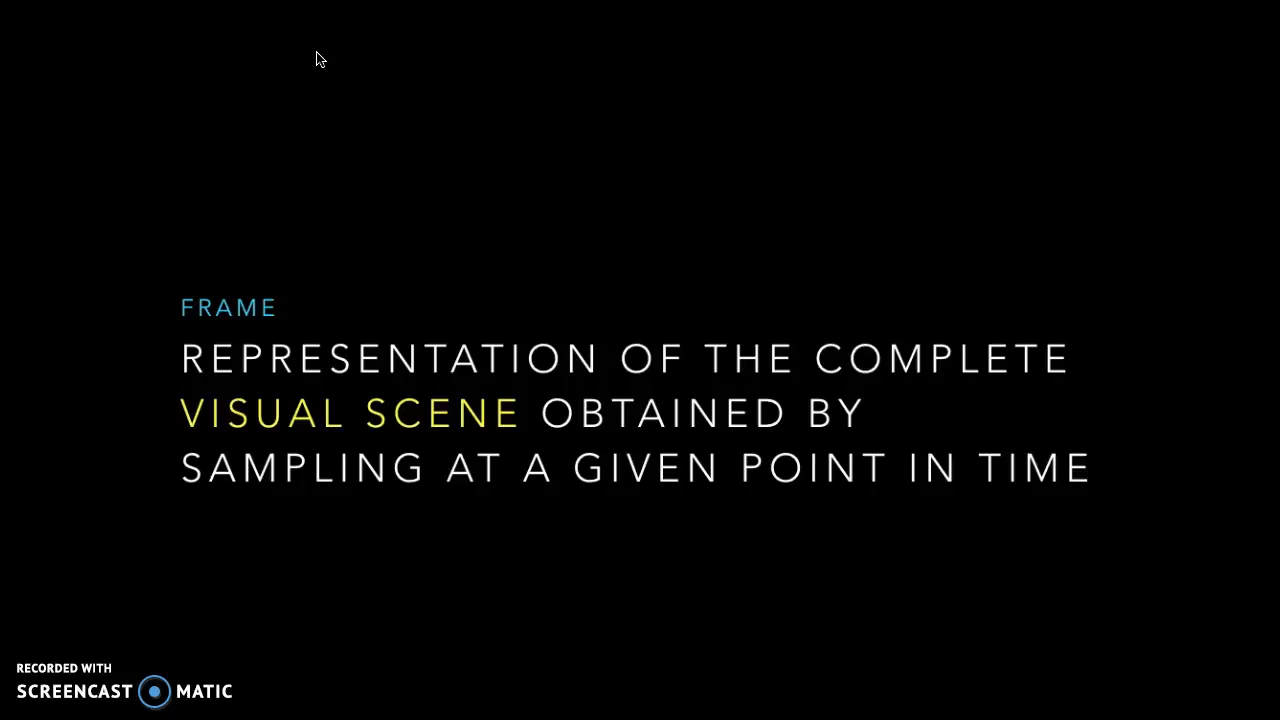 FRAME
REPRESENTATION OF THE COMPLETE
VISUAL SCENE OBTAINED BY
SAMPLING AT A GIVEN POINT IN TIME
RECORDED WITH
SCREENCAST MATIC